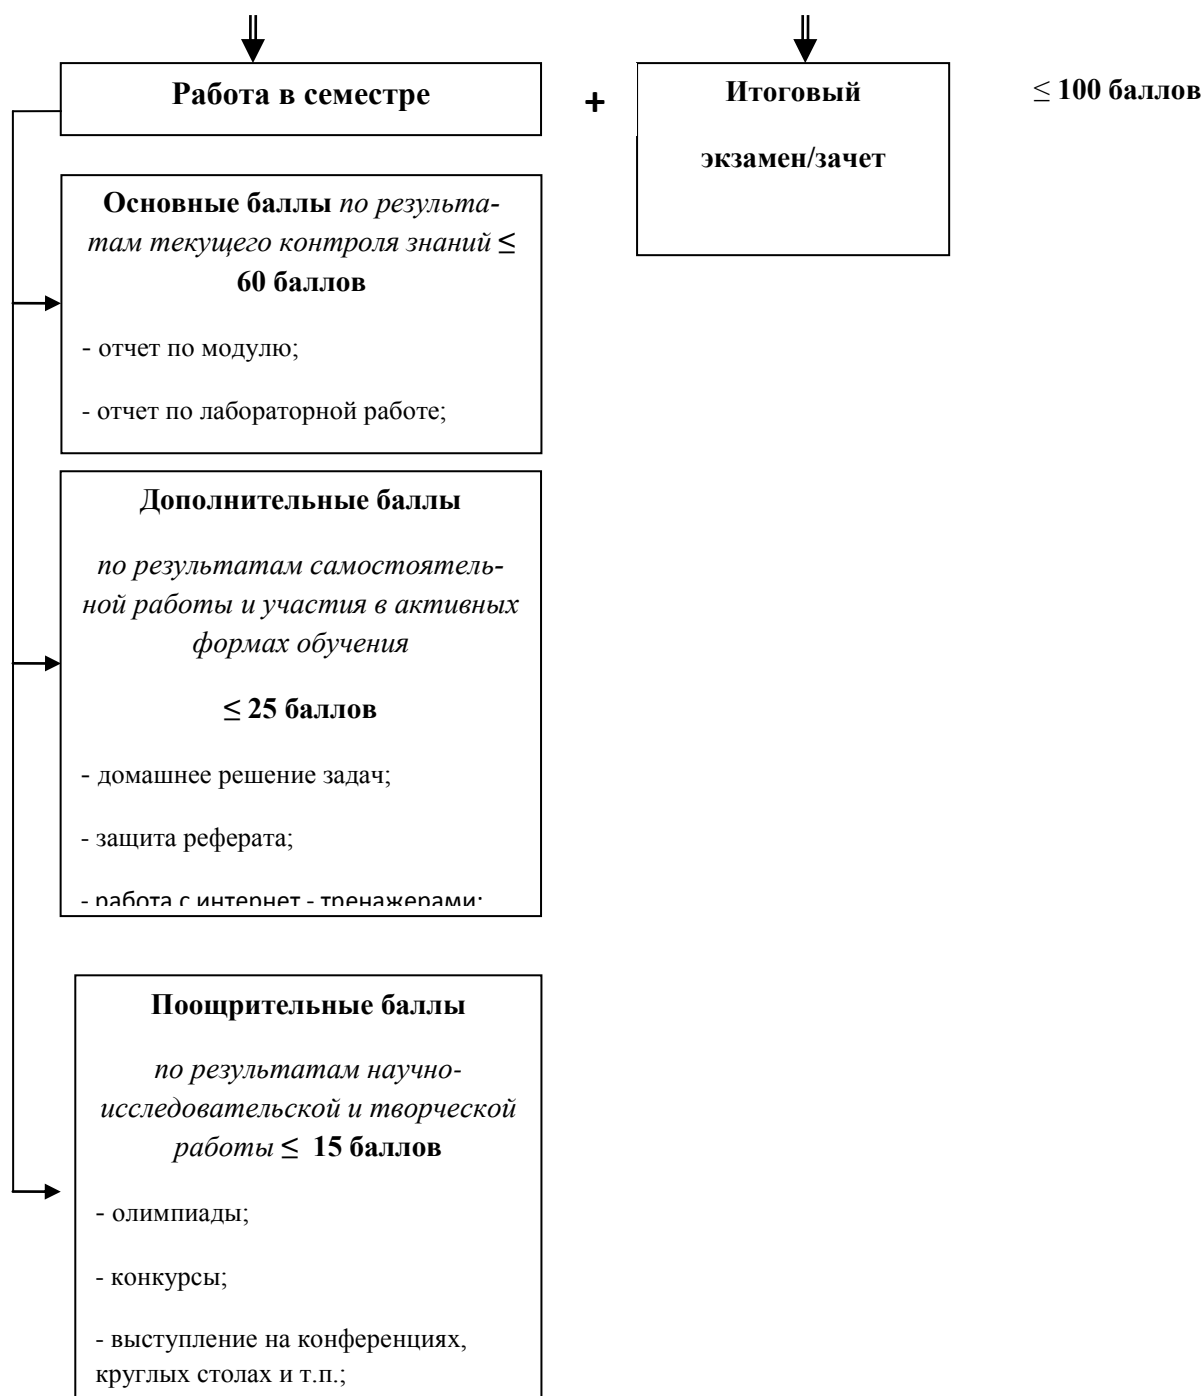 Работа в семестре
+
Итоговый
экзамен/зачет
≤ 100 баллов
Основные баллы по результа-
там текущего контроля знаний ≤
60 баллов
- отчет по модулю;
- отчет по лабораторной работе;
Дополнительные баллы
по результатам самостоятель-
ной работы и участия в активных
формах обучения
≤ 25 баллов
- домашнее решение задач;
- защита реферата;
- работа с интернет - тренажерами;
Поощрительные баллы
по результатам научно-
исследовательской и творческой
работы ≤ 15 баллов
- олимпиады;
- конкурсы;
- выступление на конференциях,
круглых столах и т.п.;